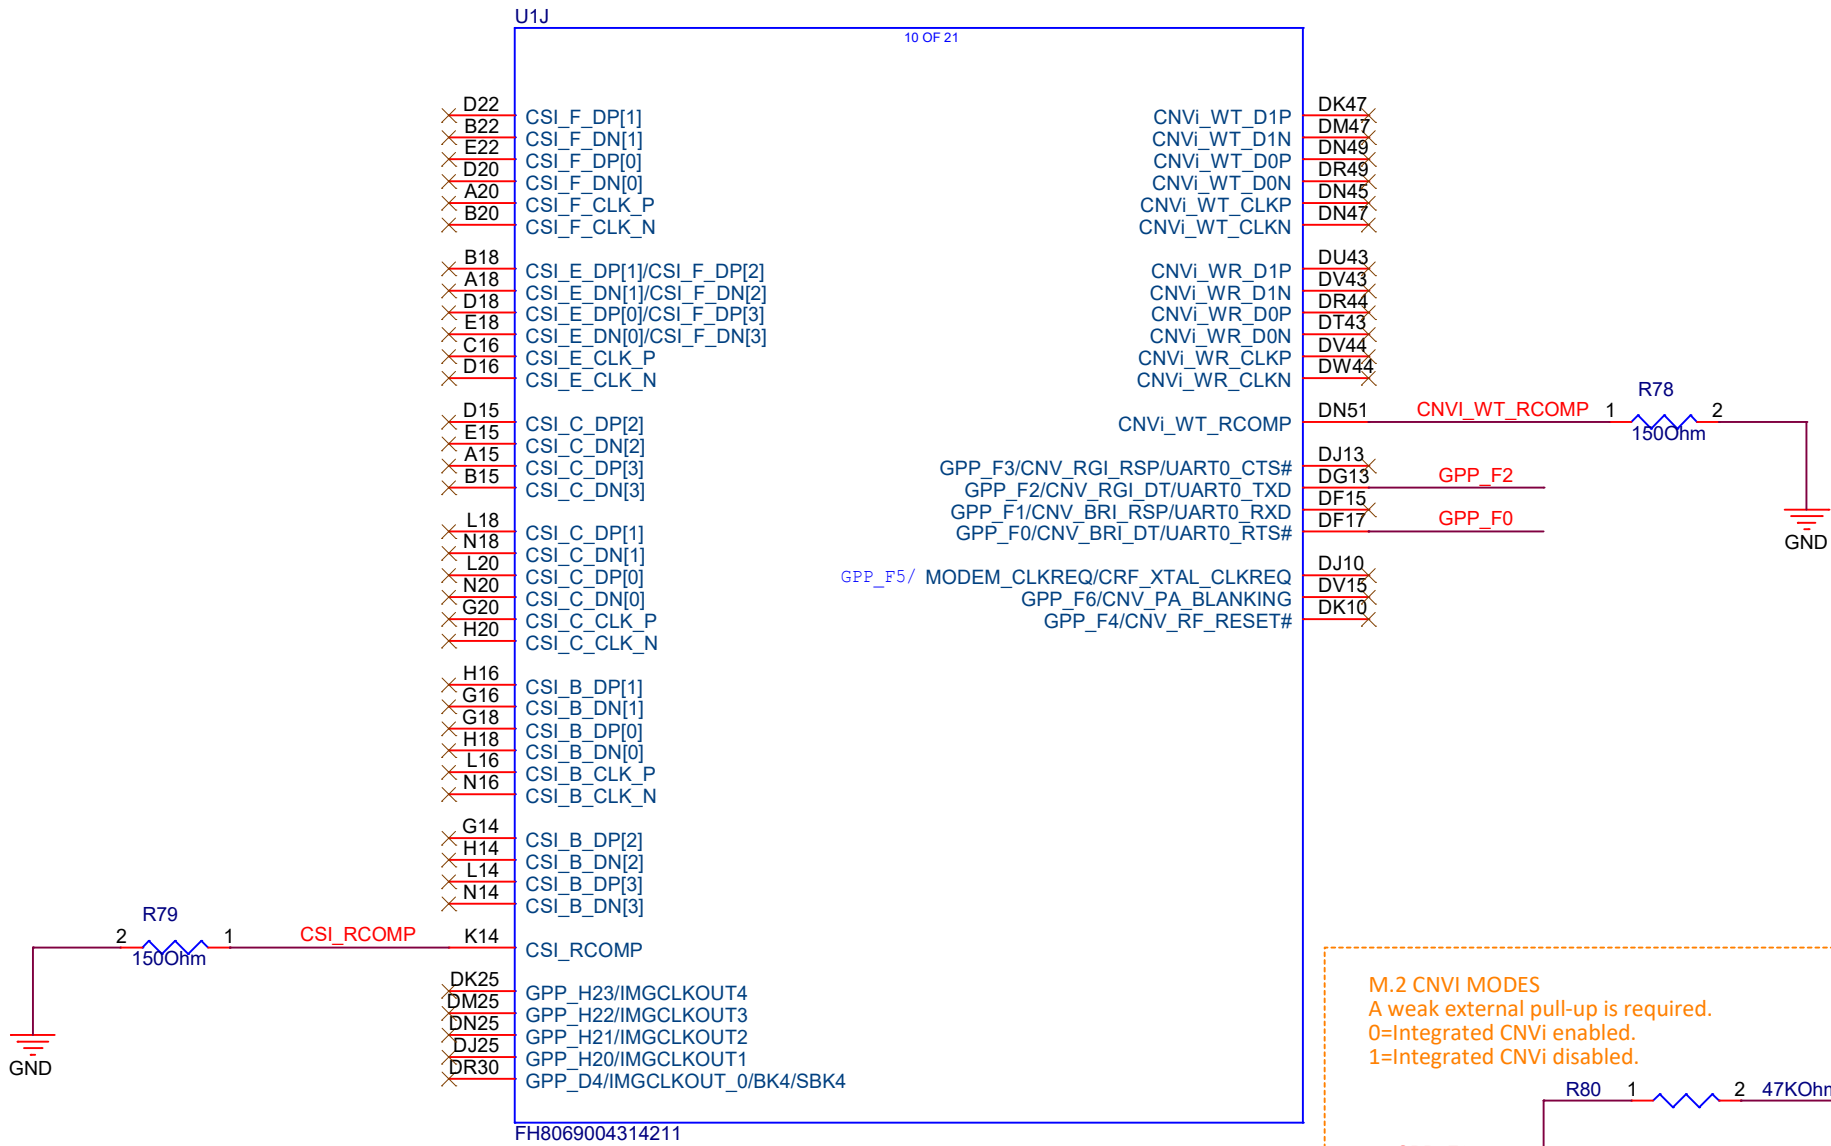 U1J
10 OF 21
D22 CSI_F_DP[1]
B22 CSI_F_DN[1]
E22 CSI_F_DP[0]
D20 CSI_F_DN[0]
A20 CSI_F_CLK_P
B20 CSI_F_CLK_N
B18 CSI_E_DP[1]/CSI_F_DP[2]
A18 CSI_E_DN[1]/CSI_F_DN[2]
D18 CSI_E_DP[0]/CSI_F_DP[3]
E18 CSI_E_DN[0]/CSI_F_DN[3]
C16 CSI_E_CLK_P
D16 CSI_E_CLK_N
D15 CSI_C_DP[2]
E15 CSI_C_DN[2]
A15 CSI_C_DP[3]
B15 CSI_C_DN[3]
L18 CSI_C_DP[1]
N18 CSI_C_DN[1]
L20 CSI_C_DP[0]
N20 CSI_C_DN[0]
G20 CSI_C_CLK_P
H20 CSI_C_CLK_N
H16 CSI_B_DP[1]
G16 CSI_B_DN[1]
G18 CSI_B_DP[0]
H18 CSI_B_DN[0]
L16 CSI_B_CLK_P
N16 CSI_B_CLK_N
G14 CSI_B_DP[2]
H14 CSI_B_DN[2]
L14 CSI_B_DP[3]
N14 CSI_B_DN[3]
R79
2 1 CSI_RCOMP K14 CSI_RCOMP
150Ohm
GND
DK25 GPP_H23/IMGCLKOUT4
DM25 GPP_H22/IMGCLKOUT3
DN25 GPP_H21/IMGCLKOUT2
DJ25 GPP_H20/IMGCLKOUT1
DR30 GPP_D4/IMGCLKOUT_0/BK4/SBK4
FH8069004314211
CNVi_WT_D1P DK47
CNVi_WT_D1N DM47
CNVi_WT_D0P DN49
CNVi_WT_D0N DR49
CNVi_WT_CLKP DN45
CNVi_WT_CLKN DN47
CNVi_WR_D1P DU43
CNVi_WR_D1N DV43
CNVi_WR_D0P DR44
CNVi_WR_D0N DT43
CNVi_WR_CLKP DV44
CNVi_WR_CLKN DW44
R78
CNVi_WT_RCOMP DN51 CNVI_WT_RCOMP 1 2
150Ohm
GND
GPP_F3/CNV_RGI_RSP/UART0_CTS# DJ13
GPP_F2/CNV_RGI_DT/UART0_TXD DG13 GPP_F2
GPP_F1/CNV_BRI_RSP/UART0_RXD DF15
GPP_F0/CNV_BRI_DT/UART0_RTS# DF17 GPP_F0
GPP_F5/ MODEM_CLKREQ/CRF_XTAL_CLKREQ DJ10
GPP_F6/CNV_PA_BLANKING DV15
GPP_F4/CNV_RF_RESET# DK10
M.2 CNVI MODES
A weak external pull-up is required.
0=Integrated CNVi enabled.
1=Integrated CNVi disabled.
R80 1 2 47KOhm